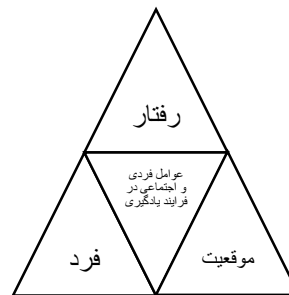 رفتار
عوامل فردی
و اجتماعی در
فرایند یادگیری
موقعیت
فرد